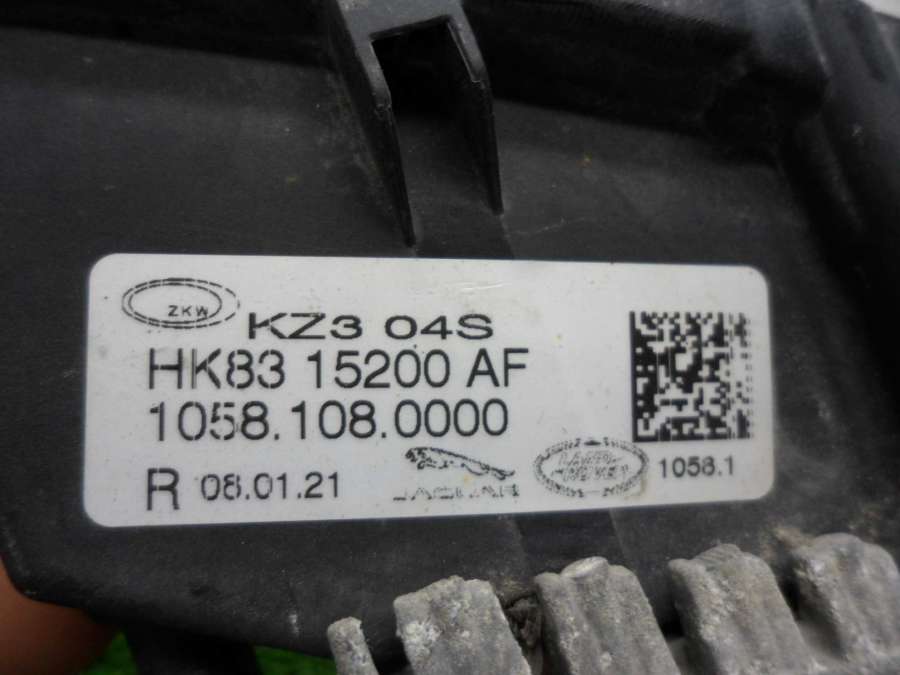 ZKW
KZ3 04S
HK83 15200 AF
1058.108.0000
R 08.01.21
JAGUAR
LAND ROVER
1058.1